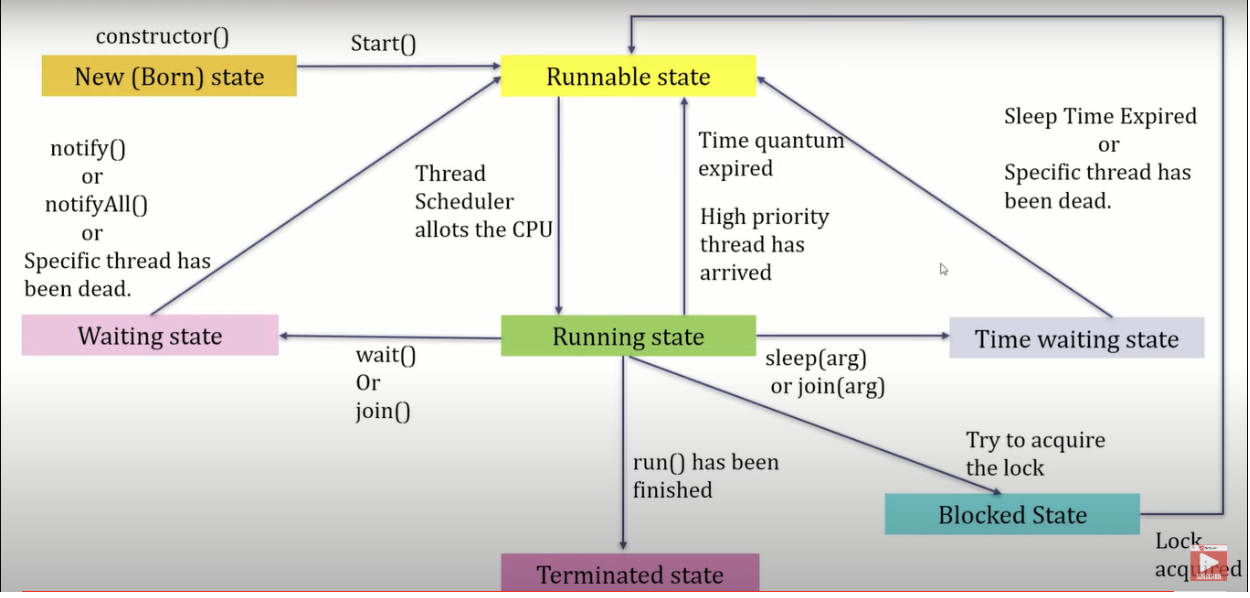 constructor()
Start()
New (Born) state
Runnable state
notify()
or
notifyAll()
or
Specific thread has
been dead.
Thread
Scheduler
allots the CPU
Time quantum
expired
High priority
thread has
arrived
Sleep Time Expired
or
Specific thread has
been dead.
Waiting state
Running state
Time waiting state
wait()
Or
join()
sleep(arg)
or join(arg)
run() has been
finished
Try to acquire
the lock
Blocked State
Lock
acquired
Terminated state